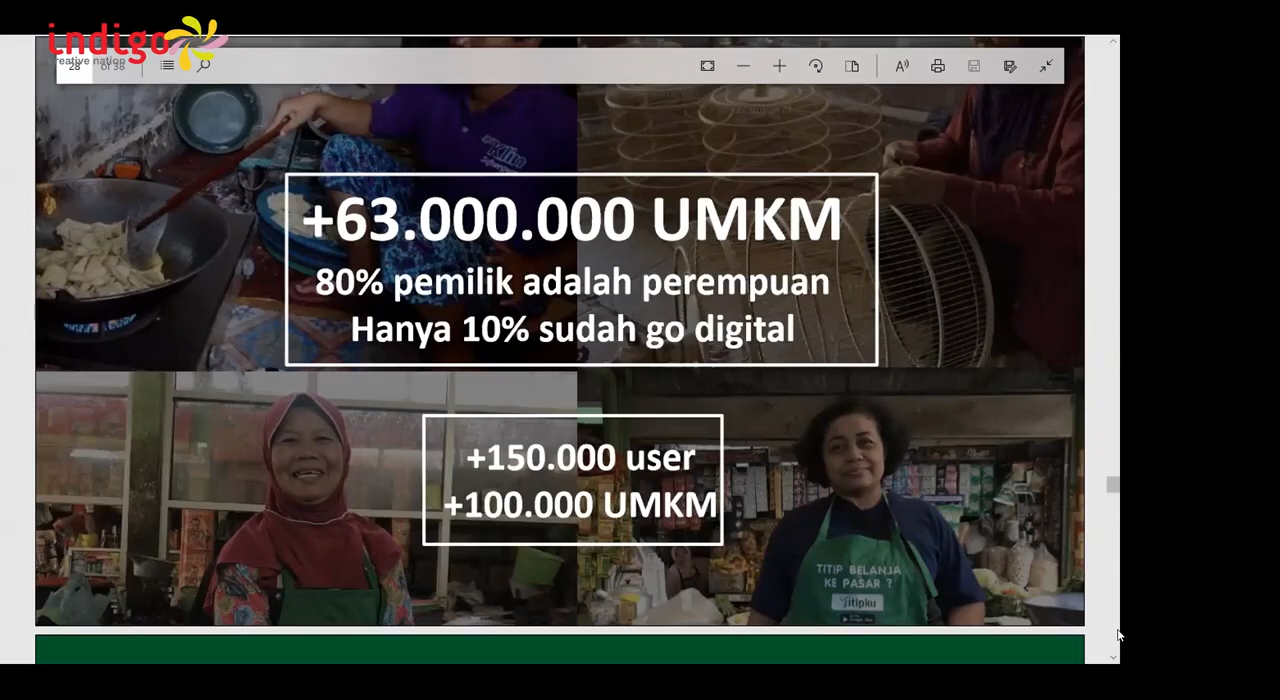 indigo
creative nation
28 of 38
+63.000.000 UMKM
80% pemilik adalah perempuan
Hanya 10% sudah go digital
+150.000 user
+100.000 UMKM
TITIP BELANJA
KE PASAR ?
titipku